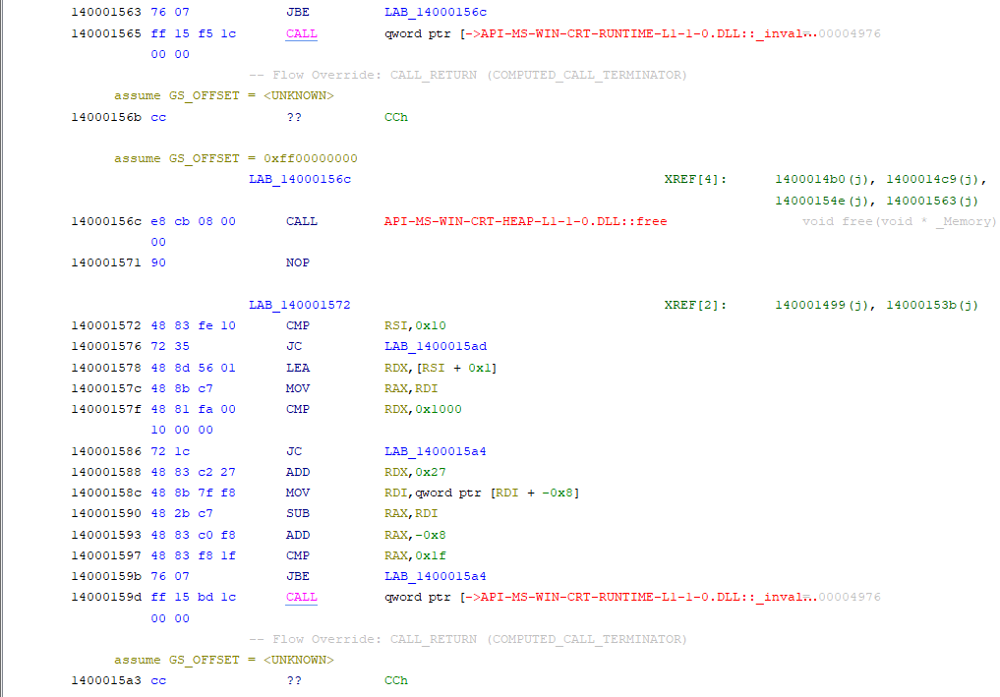 140001563 76 07 JBE LAB_14000156c
140001565 ff 15 f5 1c CALL qword ptr [->API-MS-WIN-CRT-RUNTIME-L1-1-0.DLL::_inval... = 00004976
00 00
-- Flow Override: CALL_RETURN (COMPUTED_CALL_TERMINATOR)
assume GS_OFFSET = <UNKNOWN>
14000156b cc ?? CCh
assume GS_OFFSET = 0xff00000000
LAB_14000156c XREF[4]: 1400014b0(j), 1400014c9(j),
14000154e(j), 140001563(j)
14000156c e8 cb 08 00 CALL API-MS-WIN-CRT-HEAP-L1-1-0.DLL::free void free(void * _Memory)
00
140001571 90 NOP
LAB_140001572 XREF[2]: 140001499(j), 14000153b(j)
140001572 48 83 fe 10 CMP RSI,0x10
140001576 72 35 JC LAB_1400015ad
140001578 48 8d 56 01 LEA RDX,[RSI + 0x1]
14000157c 48 8b c7 MOV RAX,RDI
14000157f 48 81 fa 00 CMP RDX,0x1000
10 00 00
140001586 72 1c JC LAB_1400015a4
140001588 48 83 c2 27 ADD RDX,0x27
14000158c 48 8b 7f f8 MOV RDI,qword ptr [RDI + -0x8]
140001590 48 2b c7 SUB RAX,RDI
140001593 48 83 c0 f8 ADD RAX,-0x8
140001597 48 83 f8 1f CMP RAX,0x1f
14000159b 76 07 JBE LAB_1400015a4
14000159d ff 15 bd 1c CALL qword ptr [->API-MS-WIN-CRT-RUNTIME-L1-1-0.DLL::_inval... = 00004976
00 00
-- Flow Override: CALL_RETURN (COMPUTED_CALL_TERMINATOR)
assume GS_OFFSET = <UNKNOWN>
1400015a3 cc ?? CCh